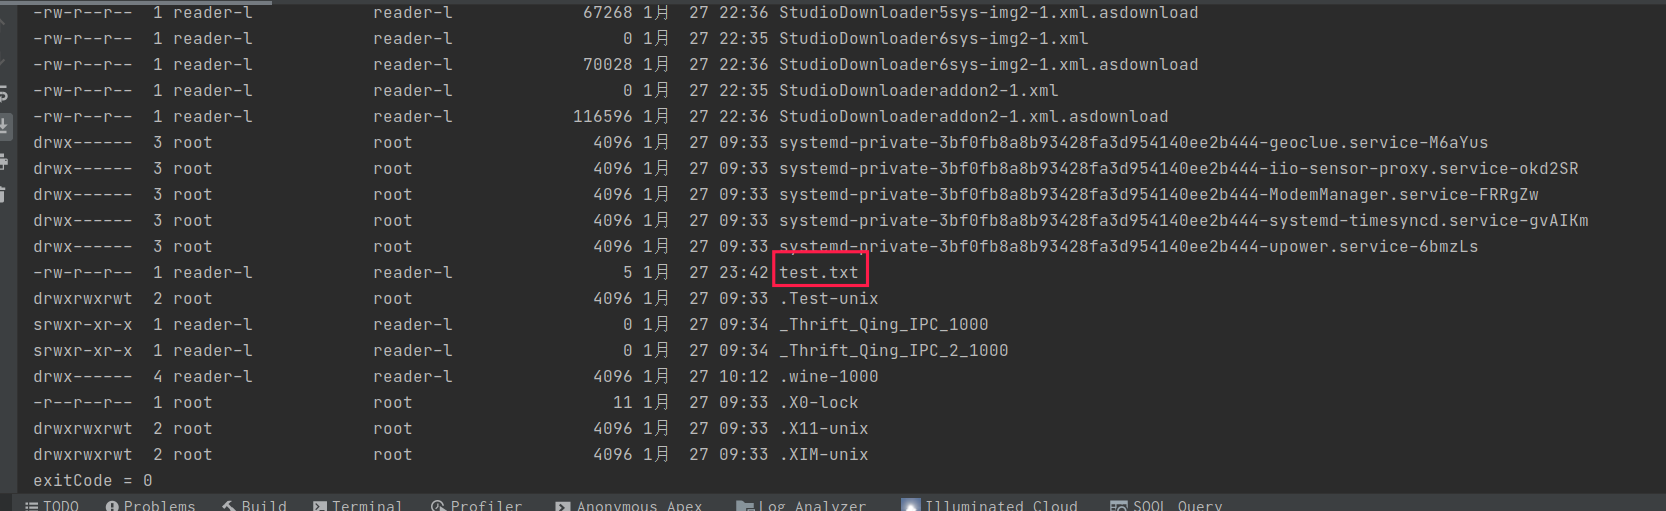 -rw-r--r-- 1 reader-l reader-l 67268 1月 27 22:36 StudioDownloader5sys-img2-1.xml.asdownload
-rw-r--r-- 1 reader-l reader-l 0 1月 27 22:35 StudioDownloader6sys-img2-1.xml
-rw-r--r-- 1 reader-l reader-l 70028 1月 27 22:36 StudioDownloader6sys-img2-1.xml.asdownload
-rw-r--r-- 1 reader-l reader-l 0 1月 27 22:35 StudioDownloaderaddon2-1.xml
-rw-r--r-- 1 reader-l reader-l 116596 1月 27 22:36 StudioDownloaderaddon2-1.xml.asdownload
drwx------ 3 root root 4096 1月 27 09:33 systemd-private-3bf0fb8a8b93428fa3d954140ee2b444-geoclue.service-M6aYus
drwx------ 3 root root 4096 1月 27 09:33 systemd-private-3bf0fb8a8b93428fa3d954140ee2b444-iio-sensor-proxy.service-okd2SR
drwx------ 3 root root 4096 1月 27 09:33 systemd-private-3bf0fb8a8b93428fa3d954140ee2b444-ModemManager.service-FRRgZw
drwx------ 3 root root 4096 1月 27 09:33 systemd-private-3bf0fb8a8b93428fa3d954140ee2b444-systemd-timesyncd.service-gvAIKm
drwx------ 3 root root 4096 1月 27 09:33 systemd-private-3bf0fb8a8b93428fa3d954140ee2b444-upower.service-6bmzLs
-rw-r--r-- 1 reader-l reader-l 5 1月 27 23:42 test.txt
drwxrwxrwt 2 root root 4096 1月 27 09:33 .Test-unix
srwxr-xr-x 1 reader-l reader-l 0 1月 27 09:34 _Thrift_Qing_IPC_1000
srwxr-xr-x 1 reader-l reader-l 0 1月 27 09:34 _Thrift_Qing_IPC_2_1000
drwx------ 4 reader-l reader-l 4096 1月 27 10:12 .wine-1000
-r--r--r-- 1 root root 11 1月 27 09:33 .X0-lock
drwxrwxrwt 2 root root 4096 1月 27 09:33 .X11-unix
drwxrwxrwt 2 root root 4096 1月 27 09:33 .XIM-unix
exitCode = 0
TODO Problems Build Terminal Profiler Anonymous Apex Log Analyzer Illuminated Cloud SOQL Query